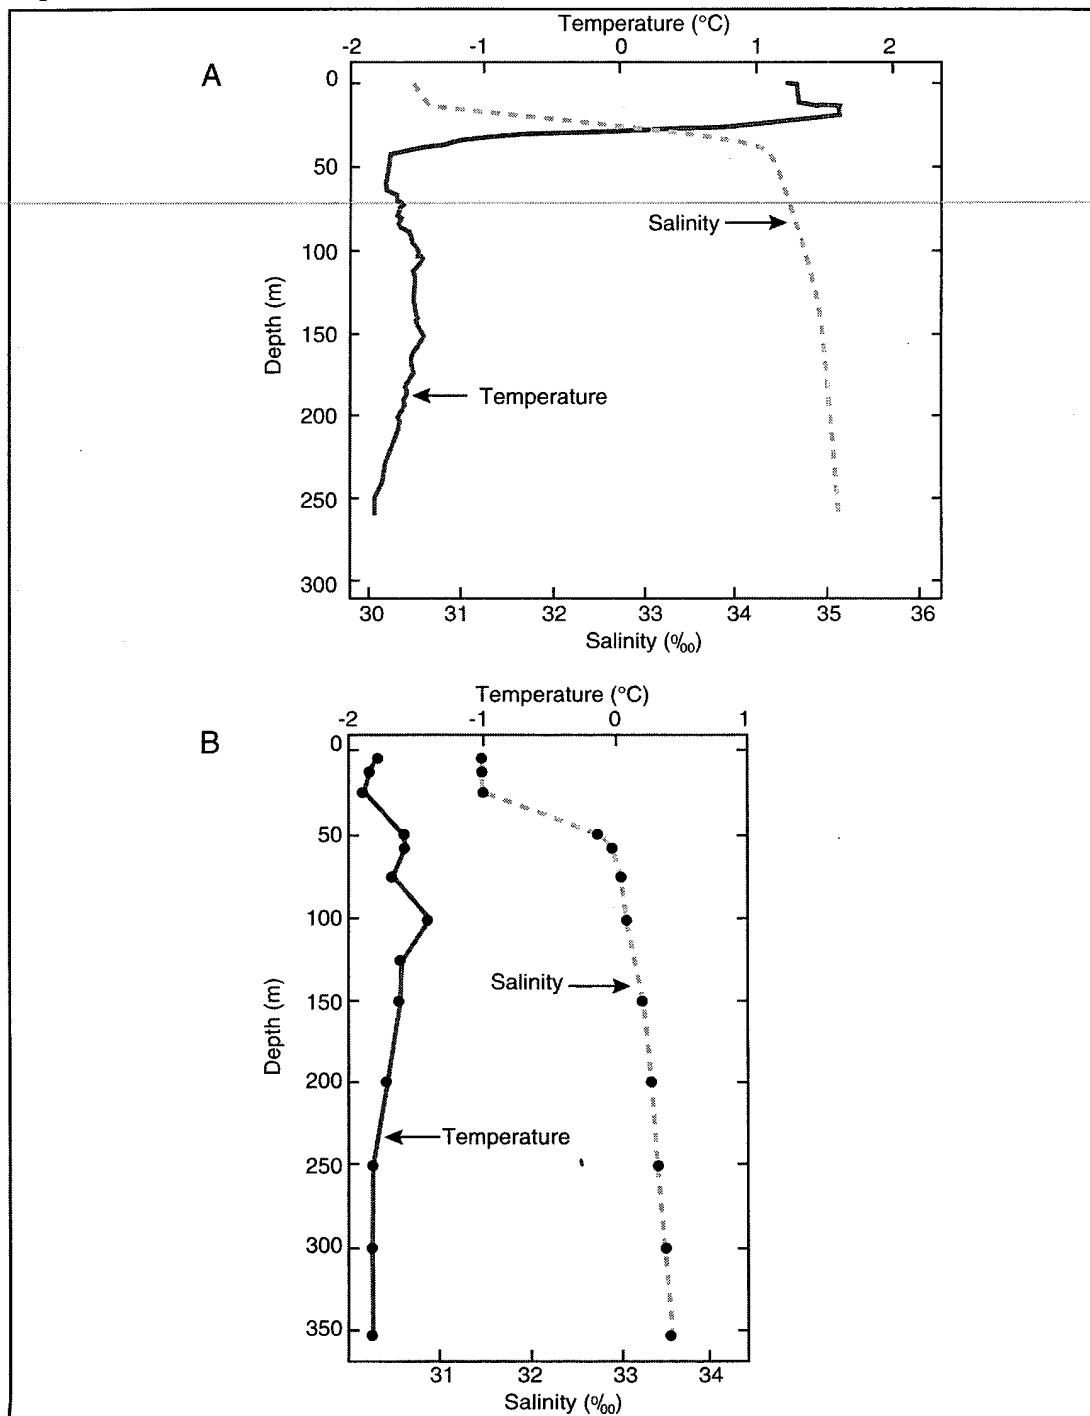 Temperature (°C)
-2 -1 0 1 2
A
0
50
100
150
200
250
300
Depth (m)
Salinity
Temperature
30 31 32 33 34 35 36
Salinity (‰)
Temperature (°C)
-2 -1 0 1
B
0
50
100
150
200
250
300
350
Depth (m)
Salinity
Temperature
31 32 33 34
Salinity (‰)